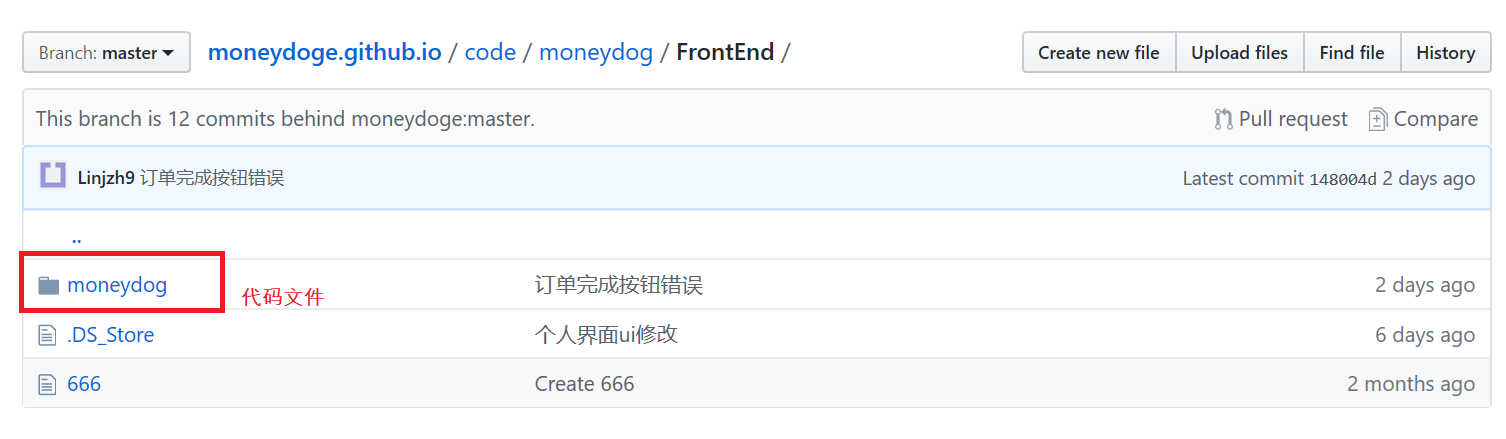 Branch: master moneydoge.github.io / code / moneydog / FrontEnd / Create new file Upload files Find file History
This branch is 12 commits behind moneydoge:master. Pull request Compare
Linjzh9 订单完成按钮错误 Latest commit 148004d 2 days ago
..
moneydog 订单完成按钮错误 2 days ago
代码文件
.DS_Store 个人界面ui修改 6 days ago
666 Create 666 2 months ago